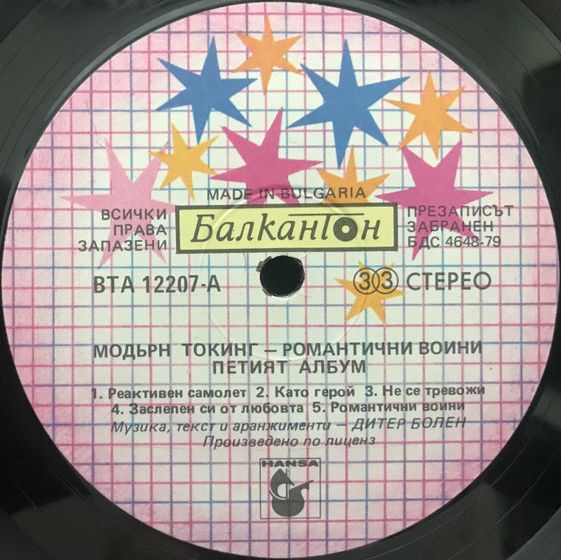 MADE IN BULGARIA
ВСИЧКИ
ПРАВА
ЗАПАЗЕНИ
Балкантон
ПРЕЗАПИСЪТ
ЗАБРАНЕН
БДС 4648-79
ВТА 12207-А
33 СТЕРЕО
МОДЪРН ТОКИНГ – РОМАНТИЧНИ ВОИНИ
ПЕТИЯТ АЛБУМ
1. Реактивен самолет 2. Като герой 3. Не се тревожи
4. Заслепен си от любовта 5. Романтични воини
Музика, текст и аранжименти – ДИТЕР БОЛЕН
Произведено по лиценз
HANSA